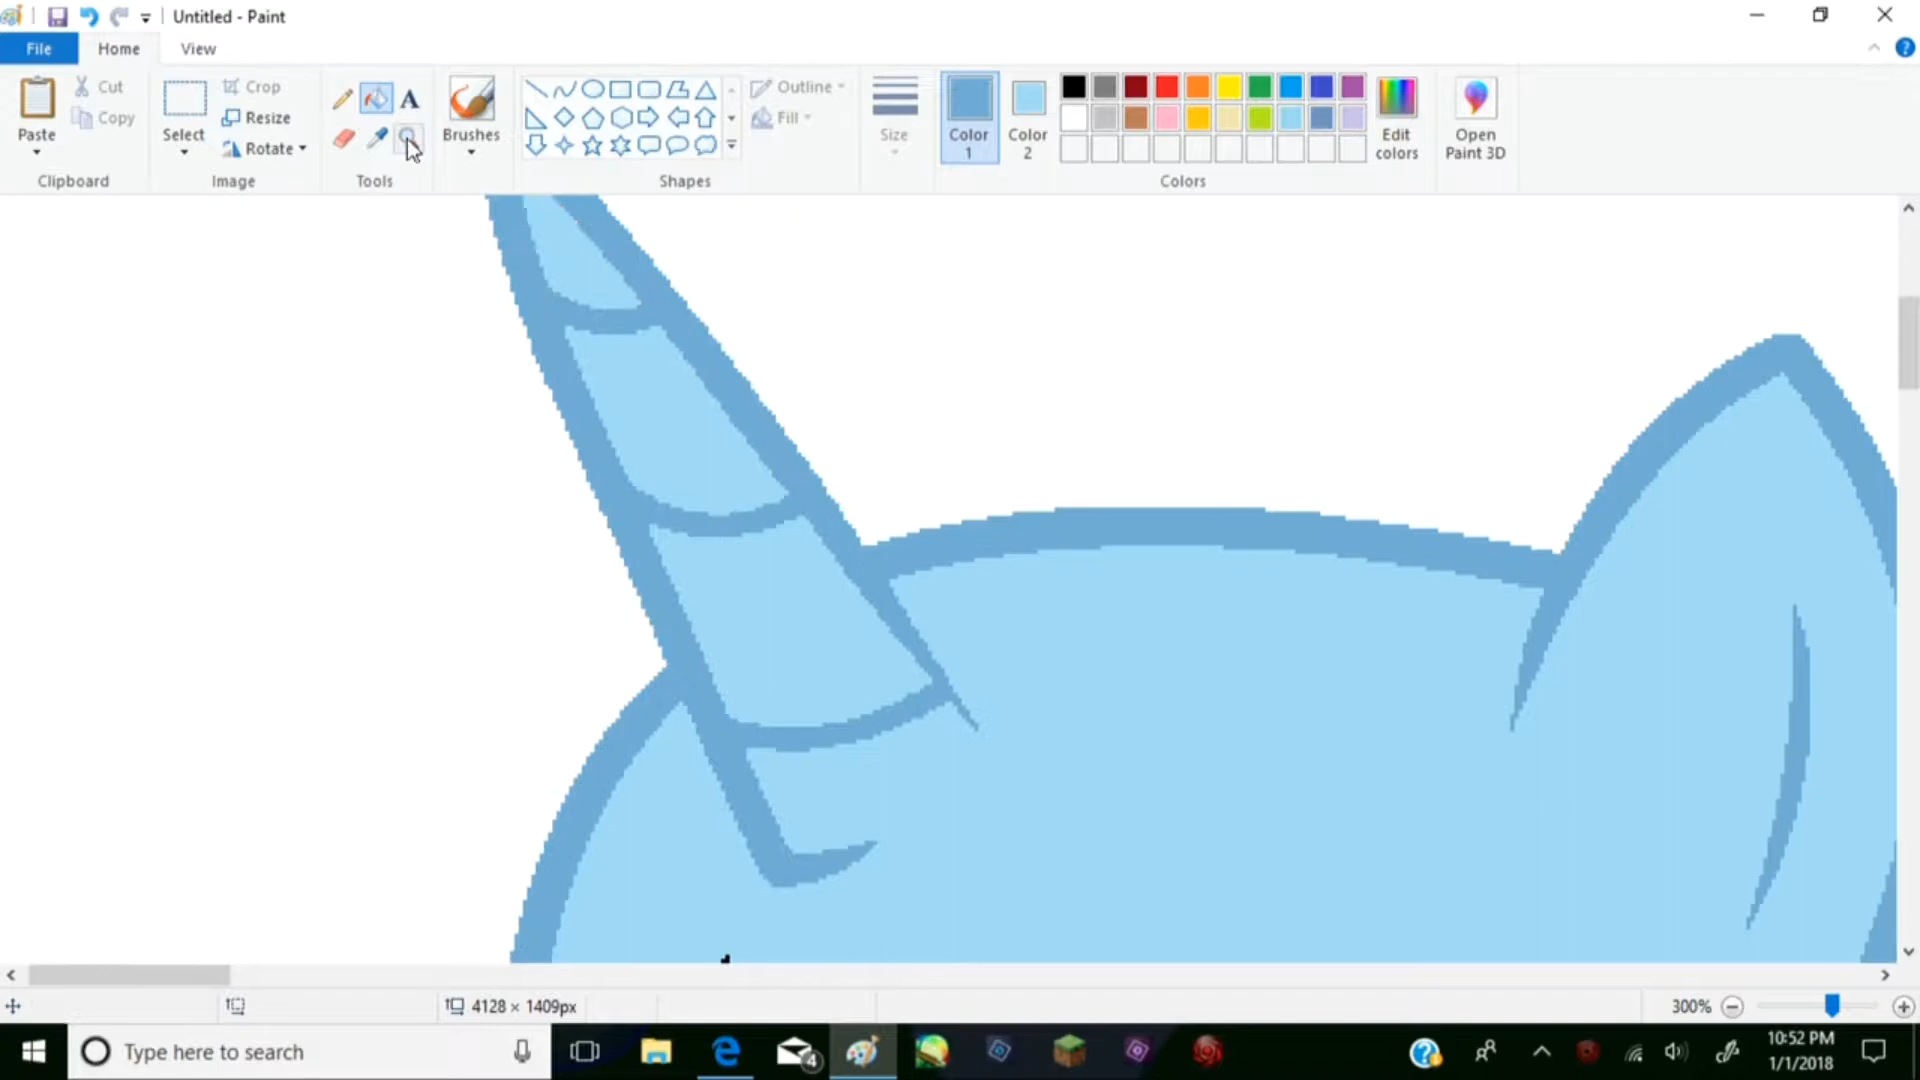 Untitled - Paint
File Home View
Paste
Cut
Copy
Clipboard
Select
Crop
Resize
Rotate
Image
A
Tools
Brushes
Shapes
Outline
Fill
Size
Color 1
Color 2
Colors
Edit colors
Open Paint 3D
4128 × 1409px
300%
Type here to search
4
10:52 PM
1/1/2018